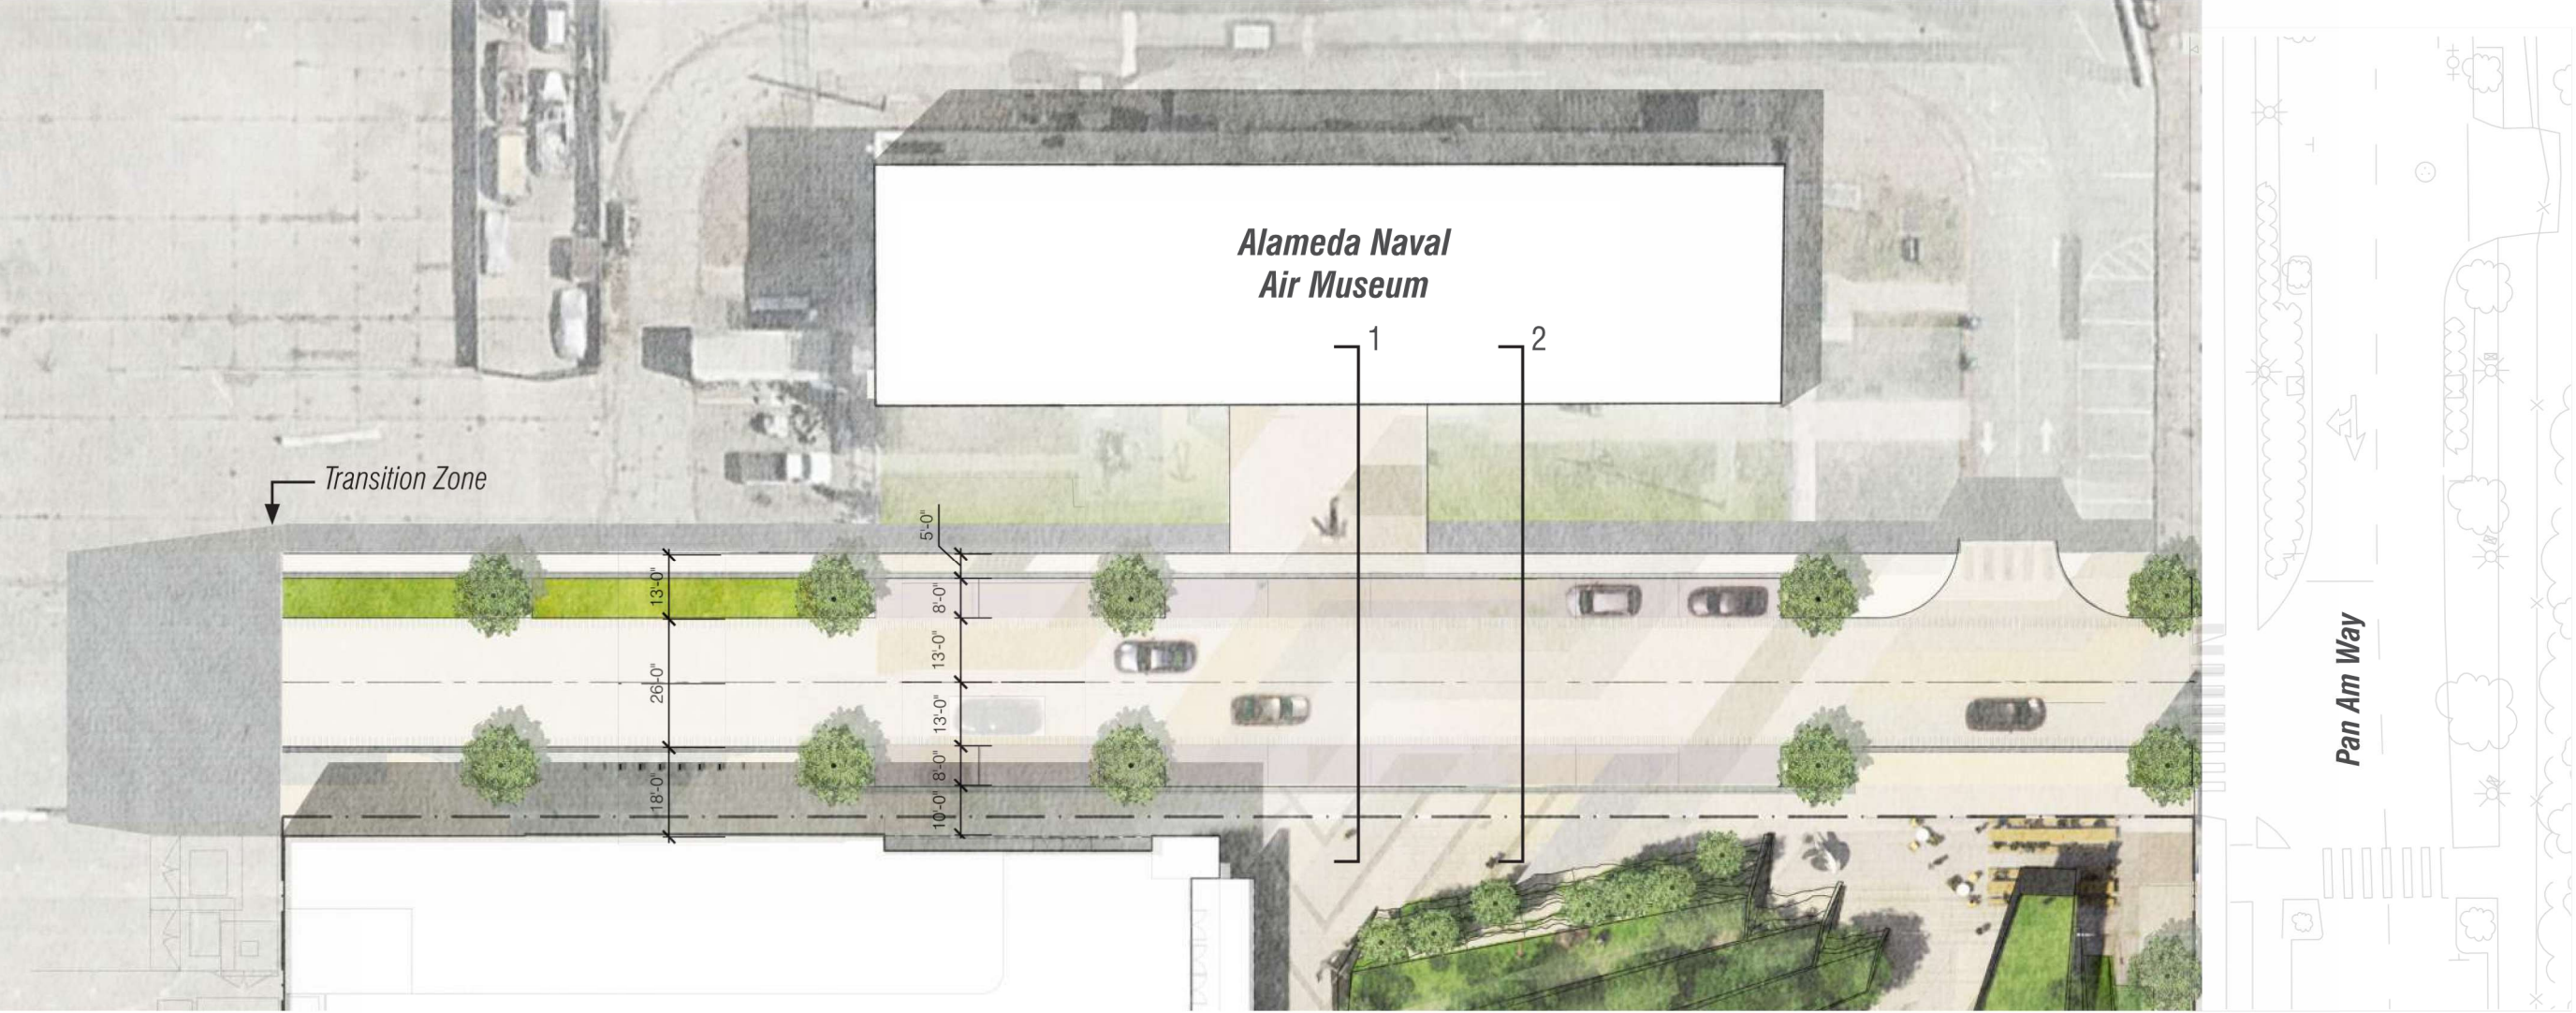 Alameda Naval
Air Museum
1
2
Transition Zone
5'-0"
13'-0"
8'-0"
13'-0"
26'-0"
13'-0"
8'-0"
18'-0"
10'-0"
Pan Am Way